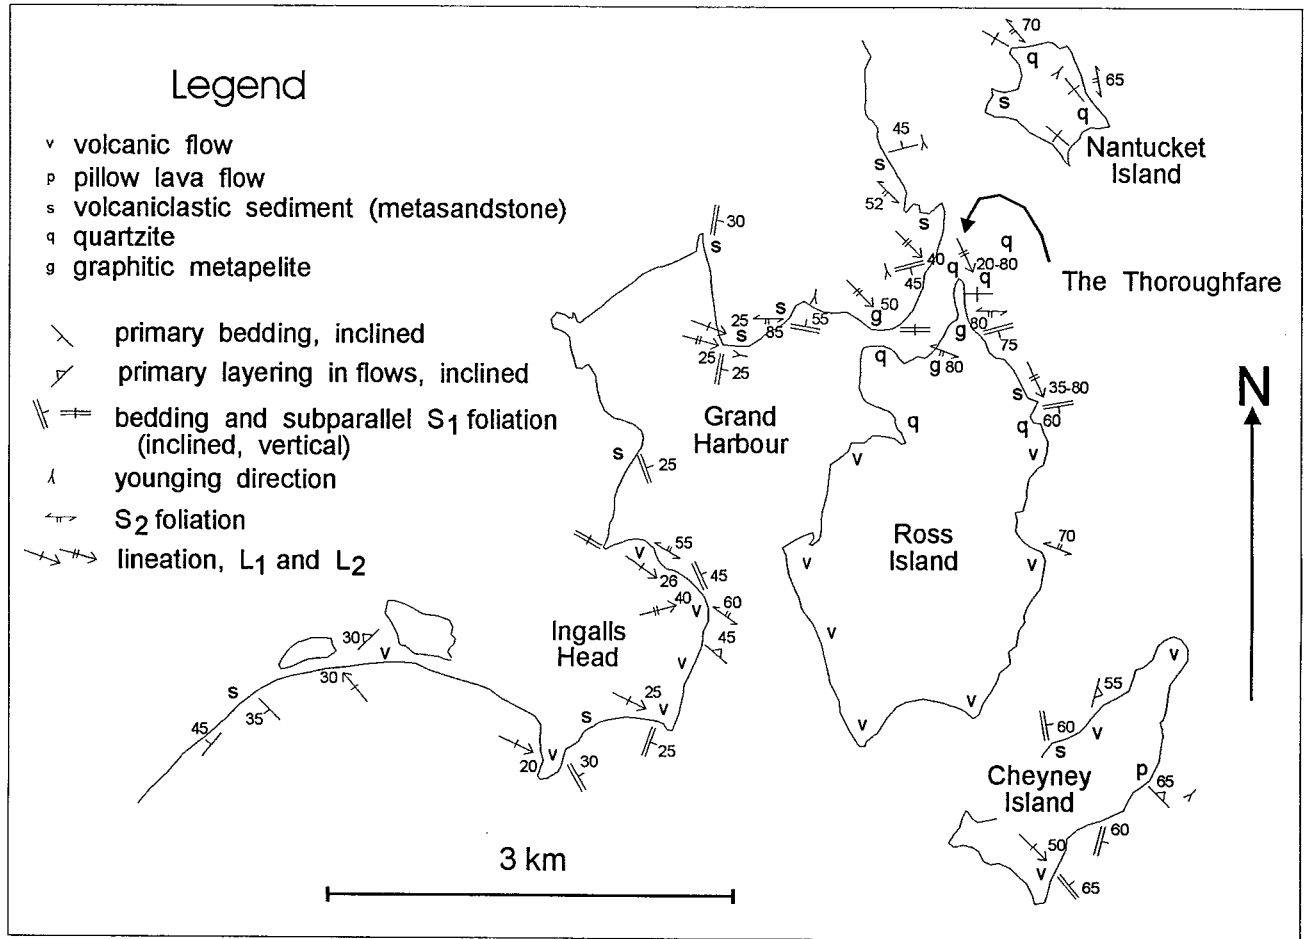 Legend
v volcanic flow
p pillow lava flow
s volcaniclastic sediment (metasandstone)
q quartzite
g graphitic metapelite
primary bedding, inclined
primary layering in flows, inclined
bedding and subparallel S1 foliation
(inclined, vertical)
younging direction
S2 foliation
lineation, L1 and L2
70
q
65
s
q
Nantucket
Island
45
s
52
s
30
s
q
40
q
20-80
q
The Thoroughfare
45
50
g
s
55
25
85
s
25
25
80
g
75
q
g
80
35-80
s
60
q
q
v
v
Grand
Harbour
N
s
25
Ross
Island
70
v
v
55
v
26
45
40
v
60
45
v
Ingalls
Head
v
30
v
30
s
35
45
25
v
s
25
v
20
30
v
v
v
55
v
60
s
Cheyney
Island
p
65
60
50
v
65
3 km